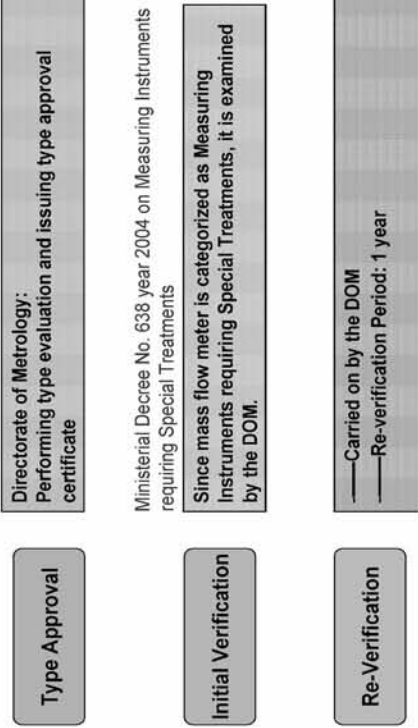 Type Approval
Directorate of Metrology:
Performing type evaluation and issuing type approval
certificate
Ministerial Decree No. 638 year 2004 on Measuring Instruments
requiring Special Treatments
Initial Verification
Since mass flow meter is categorized as Measuring
Instruments requiring Special Treatments, it is examined
by the DOM.
Re-Verification
—Carried on by the DOM
—Re-verification Period: 1 year